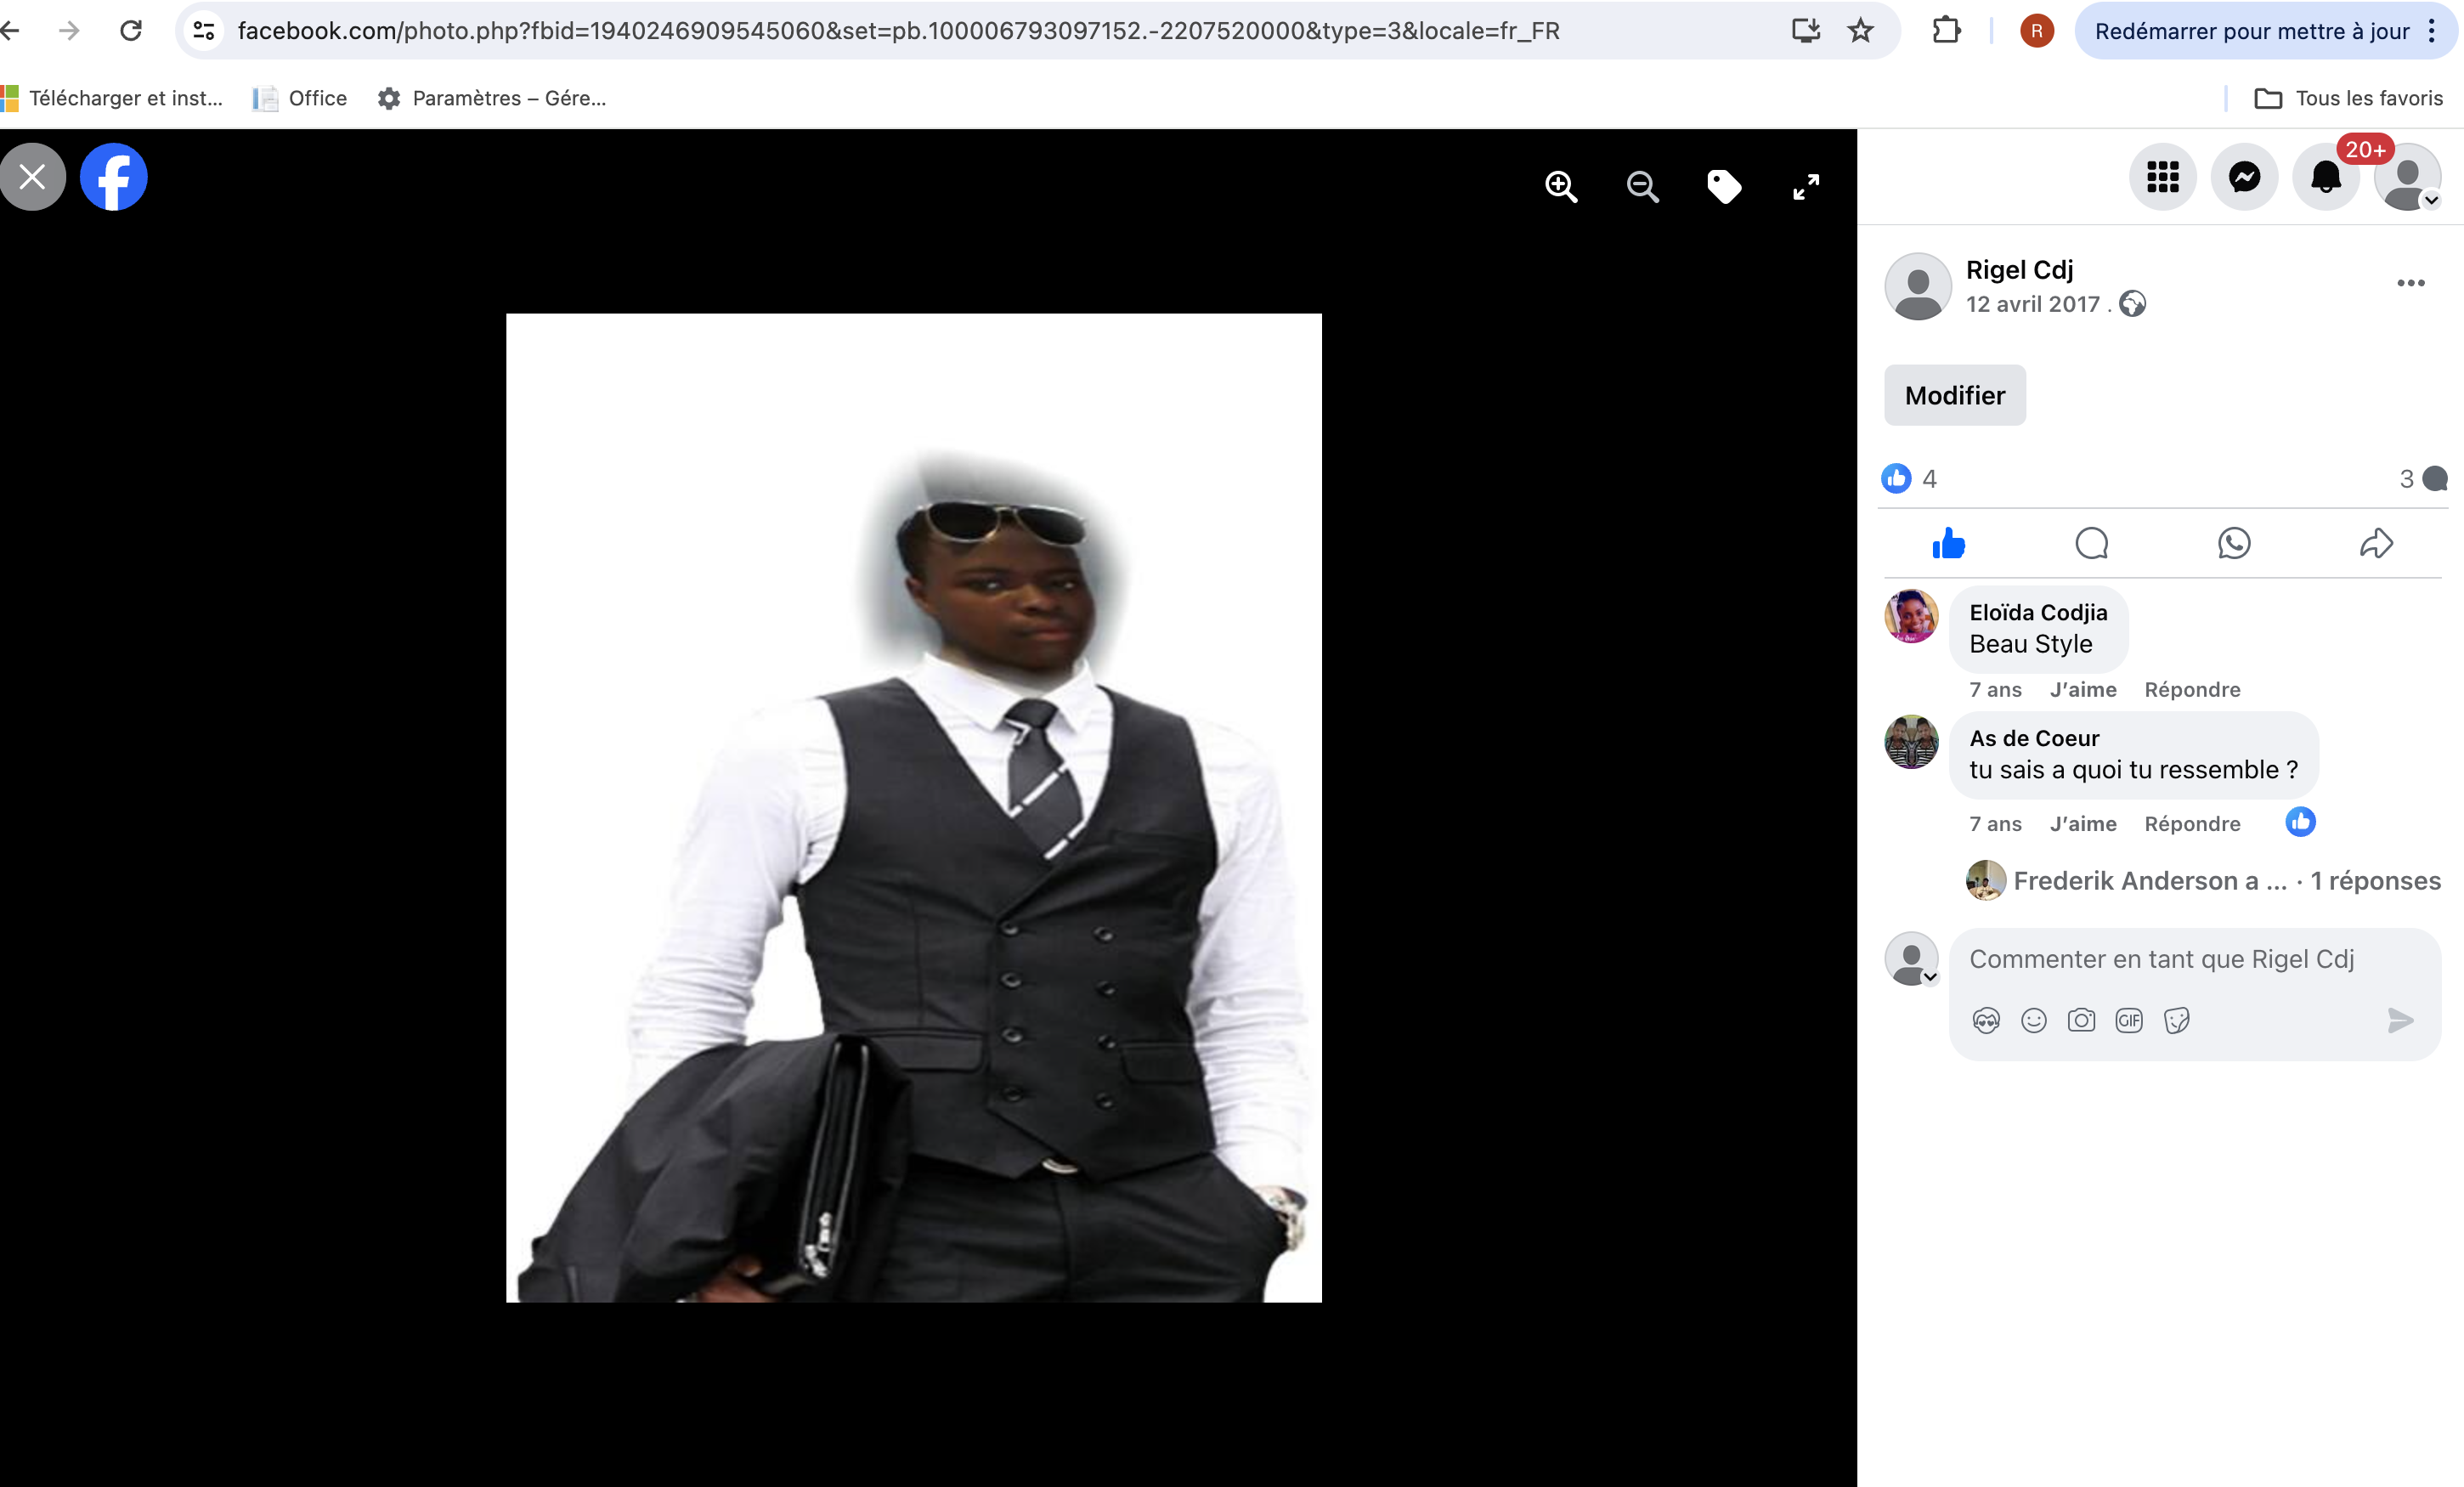 facebook.com/photo.php?fbid=1940246909545060&set=pb.100006793097152.-2207520000&type=3&locale=fr_FR
R
Redémarrer pour mettre à jour
Télécharger et inst...
Office
Paramètres – Gére...
Tous les favoris
20+
Rigel Cdj
12 avril 2017 .
Modifier
4
3
Eloïda Codjia
Beau Style
7 ans J’aime Répondre
As de Coeur
tu sais a quoi tu ressemble ?
7 ans J’aime Répondre
Frederik Anderson a ... · 1 réponses
Commenter en tant que Rigel Cdj
GIF